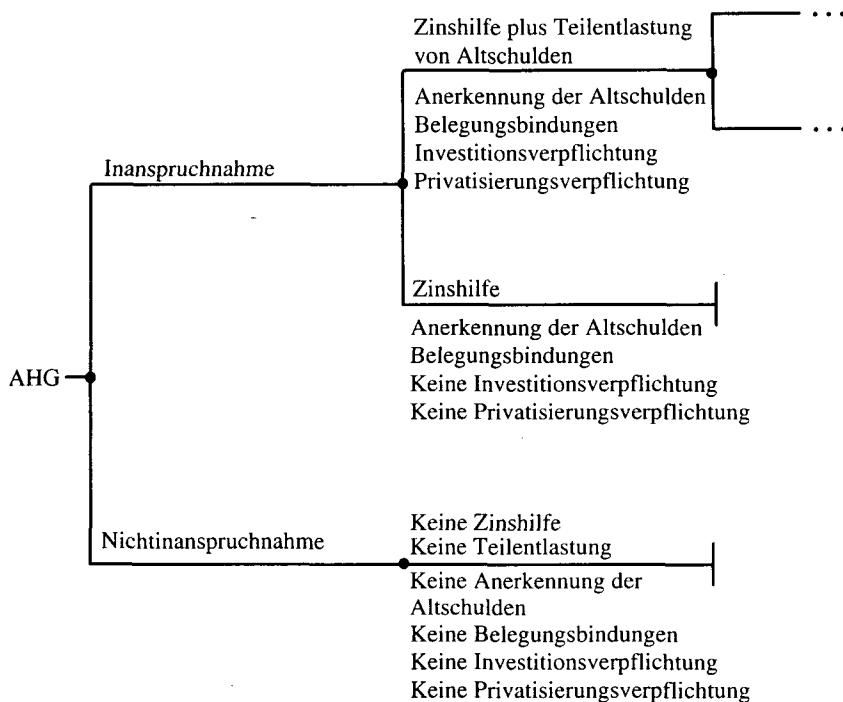 Zinshilfe plus Teilentlastung
von Altschulden
Anerkennung der Altschulden
Belegungsbindungen
Investitionsverpflichtung
Privatisierungsverpflichtung
Inanspruchnahme
Zinshilfe
Anerkennung der Altschulden
Belegungsbindungen
Keine Investitionsverpflichtung
Keine Privatisierungsverpflichtung
AHG
Nichtinanspruchnahme
Keine Zinshilfe
Keine Teilentlastung
Keine Anerkennung der
Altschulden
Keine Belegungsbindungen
Keine Investitionsverpflichtung
Keine Privatisierungsverpflichtung